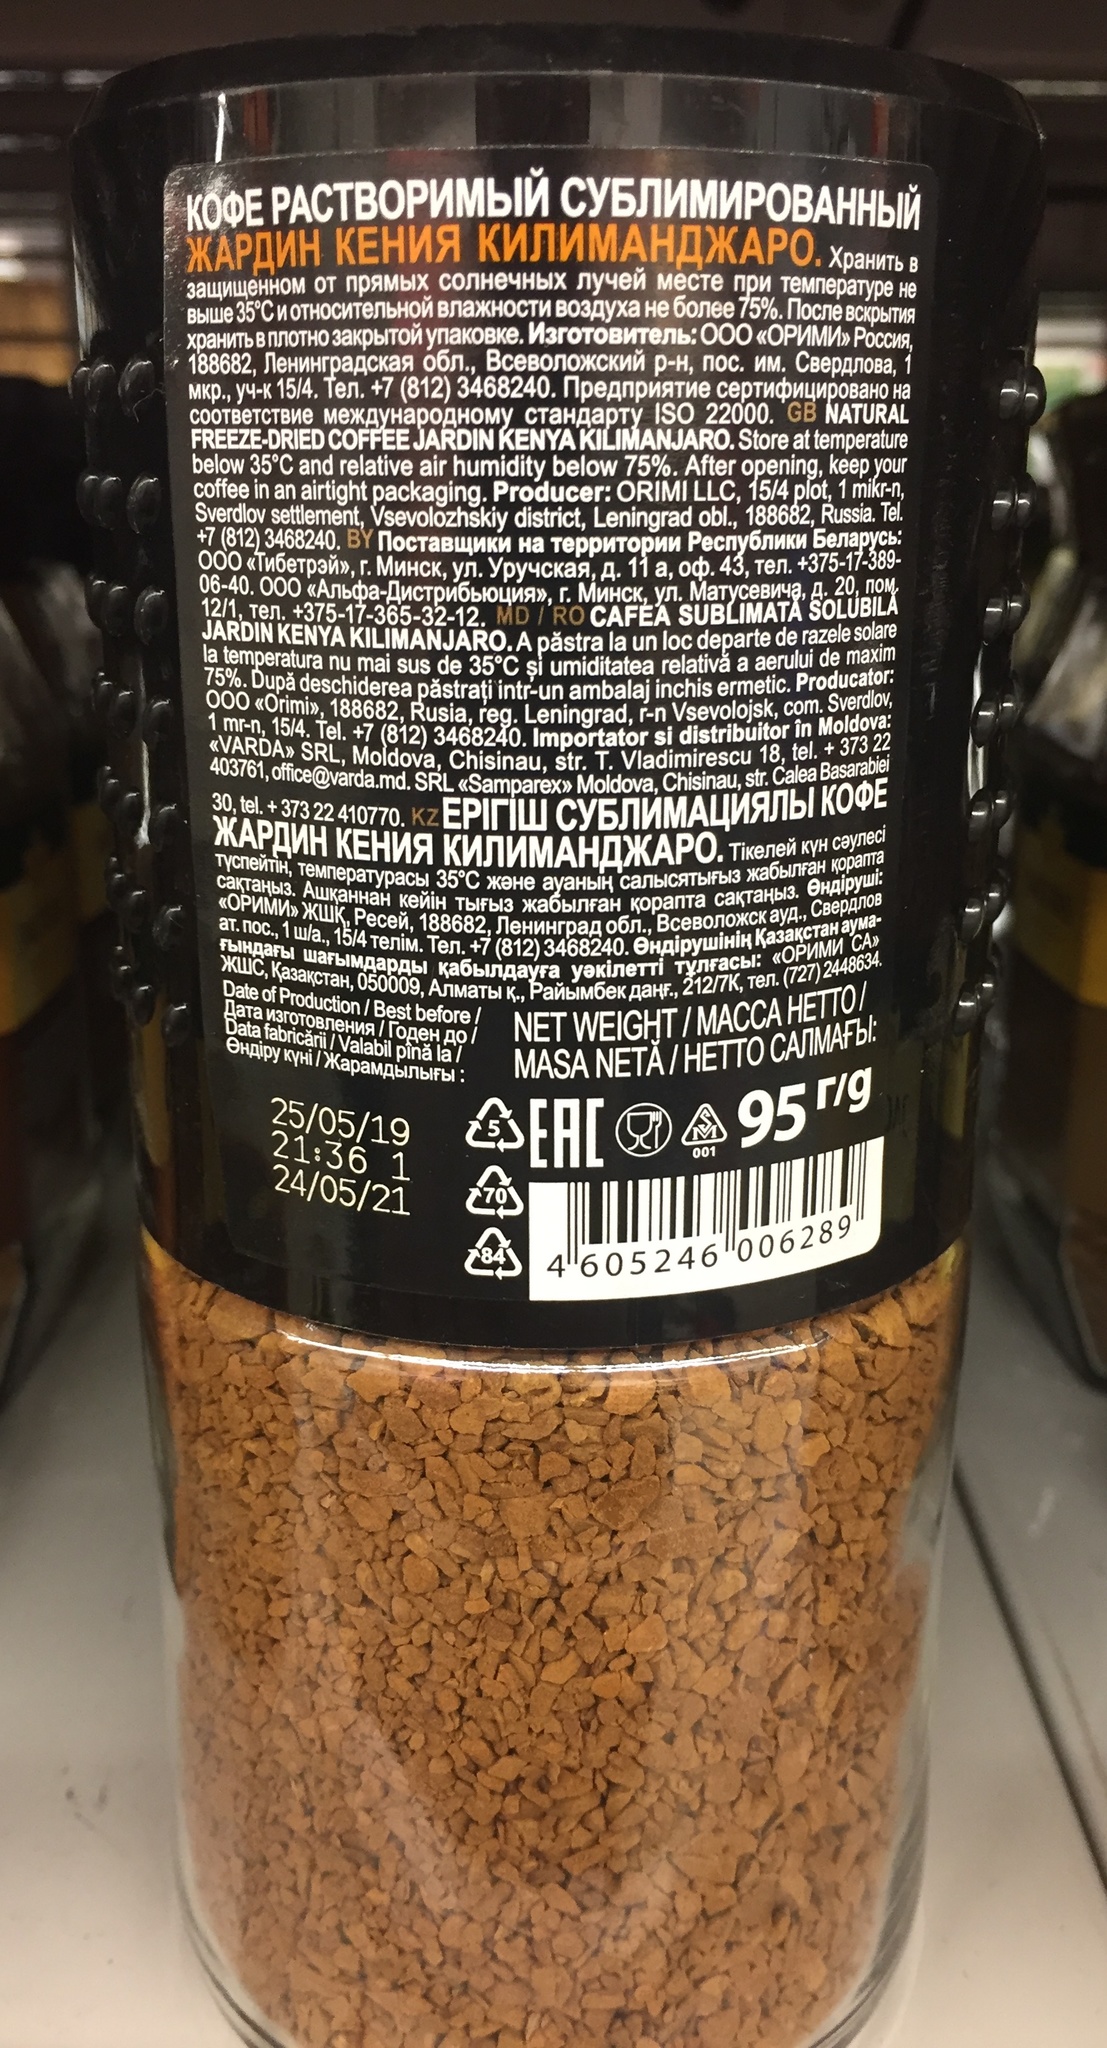 КОФЕ РАСТВОРИМЫЙ СУБЛИМИРОВАННЫЙ
ЖАРДИН КЕНИЯ КИЛИМАНДЖАРО. Хранить в
защищенном от прямых солнечных лучей месте при температуре не
выше 35°С и относительной влажности воздуха не более 75%. После вскрытия
хранить в плотно закрытой упаковке. Изготовитель: ООО «ОРИМИ» Россия,
188682, Ленинградская обл., Всеволожский р-н, пос. им. Свердлова, 1
мкр., уч-к 15/4. Тел. +7 (812) 3468240. Предприятие сертифицировано на
соответствие международному стандарту ISO 22000. GB NATURAL
FREEZE-DRIED COFFEE JARDIN KENYA KILIMANJARO. Store at temperature
below 35°C and relative air humidity below 75%. After opening, keep your
coffee in an airtight packaging. Producer: ORIMI LLC, 15/4 plot, 1 mikr-n,
Sverdlov settlement, Vsevolozhskiy district, Leningrad obl., 188682, Russia. Tel.
+7 (812) 3468240. BY Поставщики на территории Республики Беларусь:
ООО «Тибетрэй», г. Минск, ул. Уручская, д. 11 а, оф. 43, тел. +375-17-389-
06-40. ООО «Альфа-Дистрибьюция», г. Минск, ул. Матусевича, д. 20, пом.
12/1, тел. +375-17-365-32-12. MD / RO CAFEA SUBLIMATĂ SOLUBILĂ
JARDIN KENYA KILIMANJARO. A păstra la un loc departe de razele solare
la temperatura nu mai sus de 35°C și umiditatea relativă a aerului de maxim
75%. După deschiderea păstrați intr-un ambalaj inchis ermetic. Producator:
OOO «Orimi», 188682, Rusia, reg. Leningrad, r-n Vsevolojsk, com. Sverdlov,
1 mr-n, 15/4. Tel. +7 (812) 3468240. Importator si distribuitor în Moldova:
«VARDA» SRL, Moldova, Chisinau, str. T. Vladimirescu 18, tel. + 373 22
403761, office@varda.md. SRL «Samparex» Moldova, Chisinau, str. Calea Basarabiei
30, tel. + 373 22 410770. KZ ЕРІГІШ СУБЛИМАЦИЯЛЫ КОФЕ
ЖАРДИН КЕНИЯ КИЛИМАНДЖАРО. Тікелей күн сәулесі
түспейтін, температурасы 35°С және ауаның салысятығыз жабылған қорапта
сақтаңыз. Ашқаннан кейін тығыз жабылған қорапта сақтаңыз. Өндіруші:
«ОРИМИ» ЖШҚ, Ресей, 188682, Ленинград обл., Всеволожск ауд., Свердлов
ат. пос., 1 ш/а., 15/4 телім. Тел. +7 (812) 3468240. Өндірушінің Қазақстан аума-
ғындағы шағымдарды қабылдауға уәкілетті тұлғасы: «ОРИМИ СА»
ЖШС, Қазақстан, 050009, Алматы қ., Райымбек даңғ., 212/7К, тел. (727) 2448634.
Date of Production / Best before /
Дата изготовления / Годен до /
Data fabricării / Valabil pînă la /
Өндіру күні / Жарамдылығы :
NET WEIGHT / МАССА НЕТТО /
MASA NETĂ / НЕТТО САЛМАҒЫ:
25/05/19
21:36 1
24/05/21
5
70
84
EAC
001
95 г/g
4 605246 006289